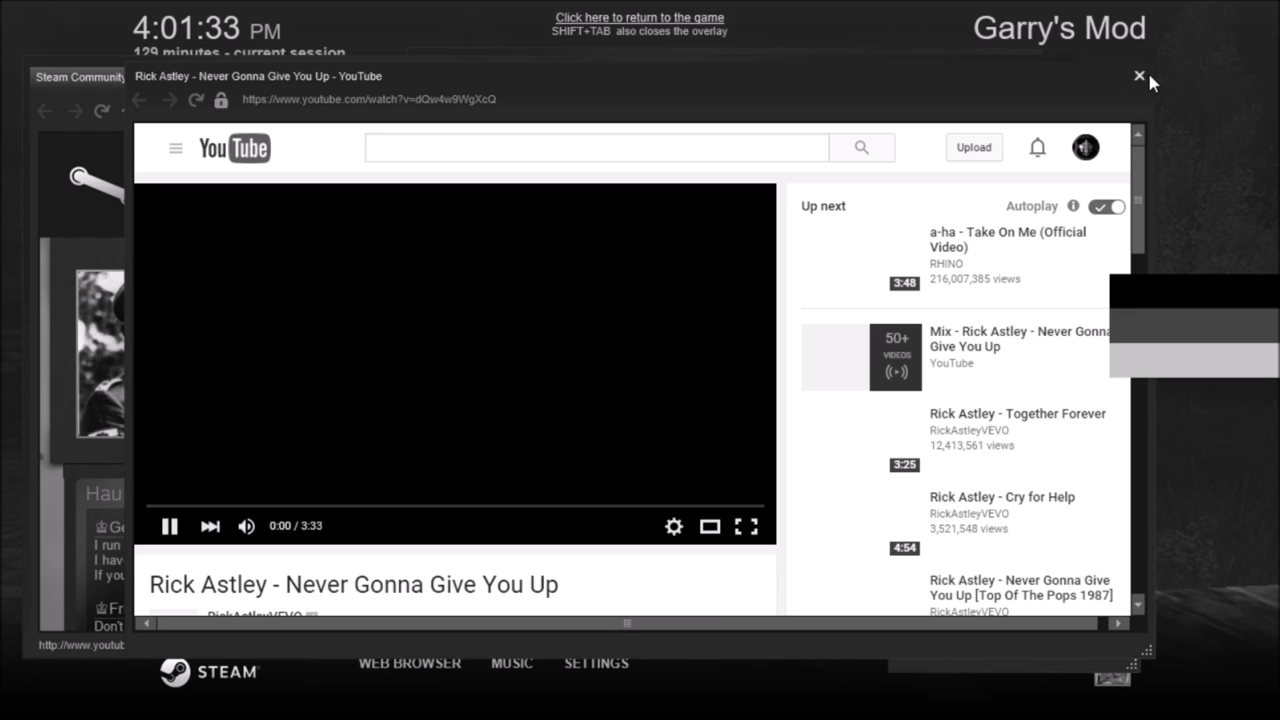 4:01:33 PM
129 minutes - current session
Click here to return to the game
SHIFT+TAB also closes the overlay
Garry's Mod
Steam Community
Rick Astley - Never Gonna Give You Up - YouTube
https://www.youtube.com/watch?v=dQw4w9WgXcQ
YouTube
Upload
Up next
Autoplay
a-ha - Take On Me (Official
Video)
RHINO
216,007,385 views
3:48
50+
VIDEOS
Mix - Rick Astley - Never Gonna
Give You Up
YouTube
Rick Astley - Together Forever
RickAstleyVEVO
12,413,561 views
3:25
Rick Astley - Cry for Help
RickAstleyVEVO
3,521,548 views
4:54
Rick Astley - Never Gonna Give
You Up [Top Of The Pops 1987]
RickAstleyVEVO
0:00 / 3:33
Rick Astley - Never Gonna Give You Up
RickAstleyVEVO
Hau
Ge
I run
I hav
If you
Fr
Don't
http://www.youtub
STEAM
WEB BROWSER
MUSIC
SETTINGS